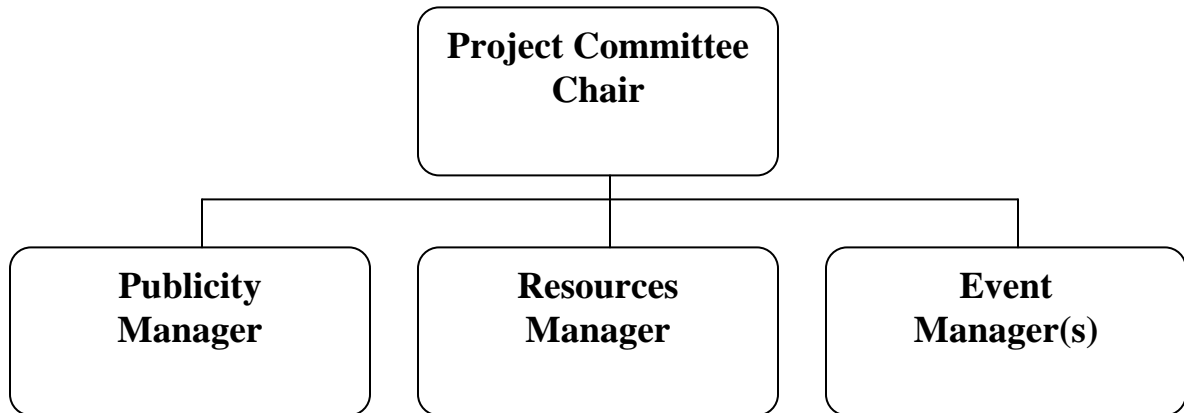 Project Committee
Chair
Publicity
Manager
Resources
Manager
Event
Manager(s)